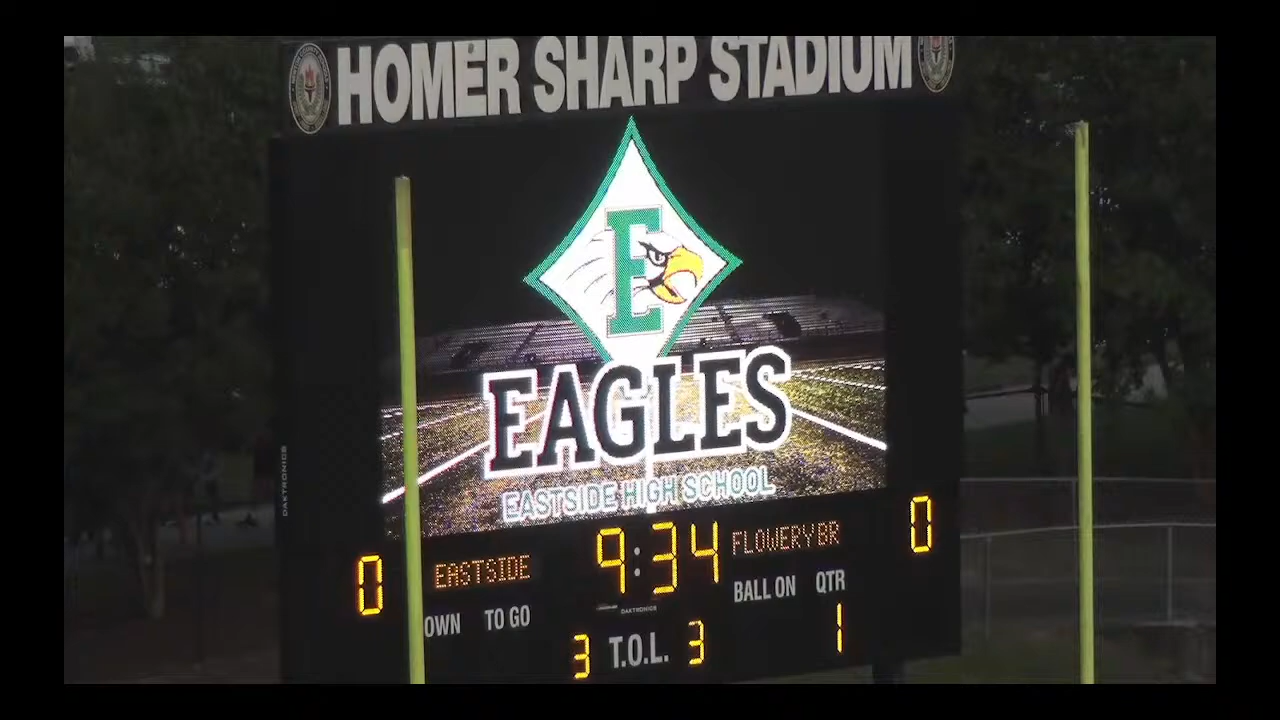 HOMER SHARP STADIUM
E
EAGLES
EASTSIDE HIGH SCHOOL
DAKTRONICS
0 EASTSIDE 9:34 FLOWERY BR 0
OWN TO GO DAKTRONICS BALL ON QTR
3 T.O.L. 3 1